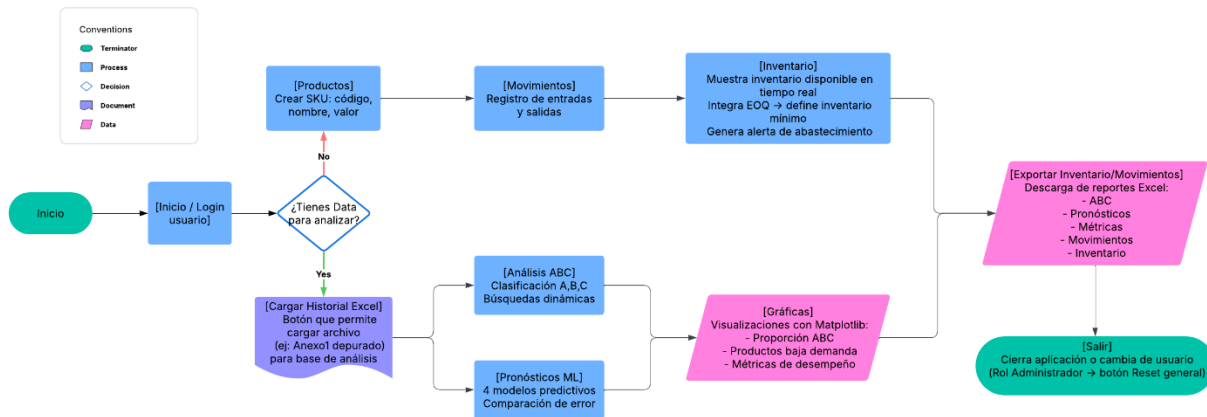 Conventions
Terminator
Process
Decision
Document
Data
Inicio
[Inicio / Login
usuario]
¿Tienes Data
para analizar?
No
Yes
[Productos]
Crear SKU: código,
nombre, valor
[Movimientos]
Registro de entradas
y salidas
[Inventario]
Muestra inventario disponible en
tiempo real
Integra EOQ → define inventario
mínimo
Genera alerta de abastecimiento
[Cargar Historial Excel]
Botón que permite
cargar archivo
(ej: Anexo1 depurado)
para base de análisis
[Análisis ABC]
Clasificación A,B,C
Búsquedas dinámicas
[Pronósticos ML]
4 modelos predictivos
Comparación de error
[Gráficas]
Visualizaciones con Matplotlib:
- Proporción ABC
- Productos baja demanda
- Métricas de desempeño
[Exportar Inventario/Movimientos]
Descarga de reportes Excel:
- ABC
- Pronósticos
- Métricas
- Movimientos
- Inventario
[Salir]
Cierra aplicación o cambia de usuario
(Rol Administrador → botón Reset general)